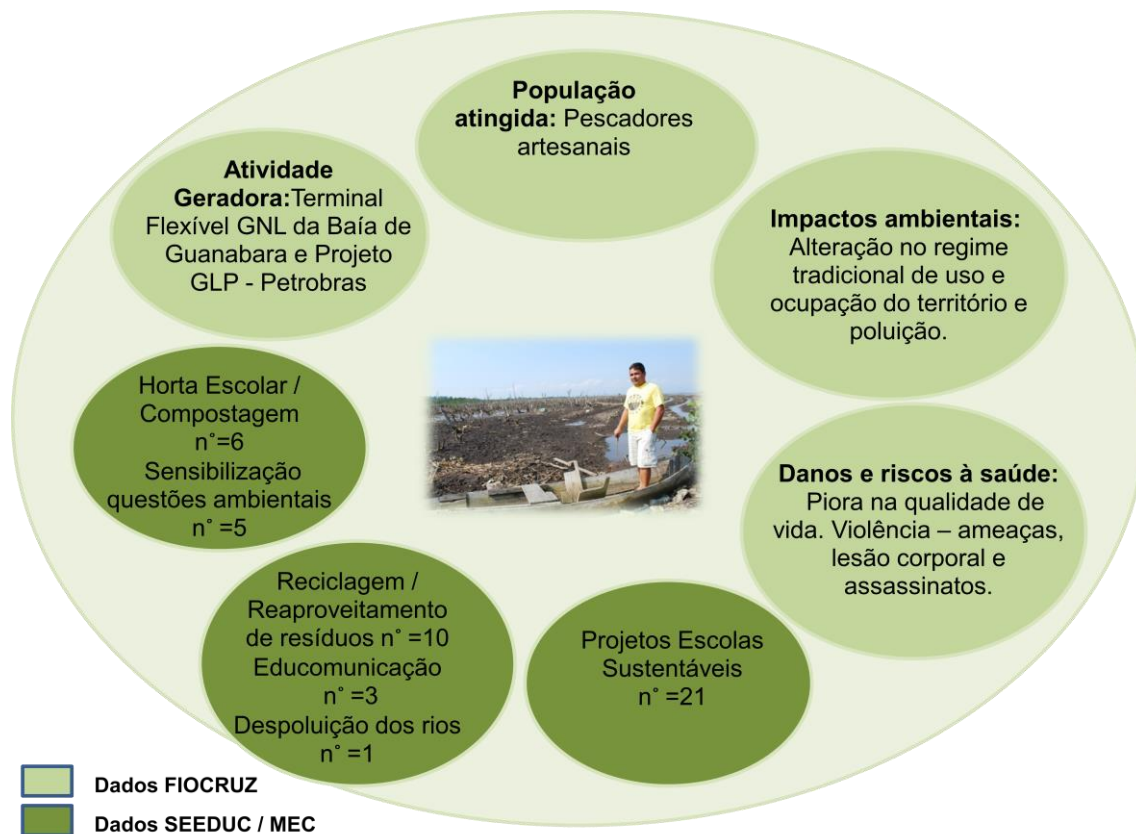 População
atingida: Pescadores
artesanais
Atividade
Geradora:Terminal
Flexível GNL da Baía de
Guanabara e Projeto
GLP - Petrobras
Impactos ambientais:
Alteração no regime
tradicional de uso e
ocupação do território e
poluição.
Horta Escolar /
Compostagem
n˚=6
Sensibilização
questões ambientais
n˚ =5
Danos e riscos à saúde:
Piora na qualidade de
vida. Violência – ameaças,
lesão corporal e
assassinatos.
Reciclagem /
Reaproveitamento
de resíduos n˚ =10
Educomunicação
n˚ =3
Despoluição dos rios
n˚ =1
Projetos Escolas
Sustentáveis
n˚ =21
Dados FIOCRUZ
Dados SEEDUC / MEC